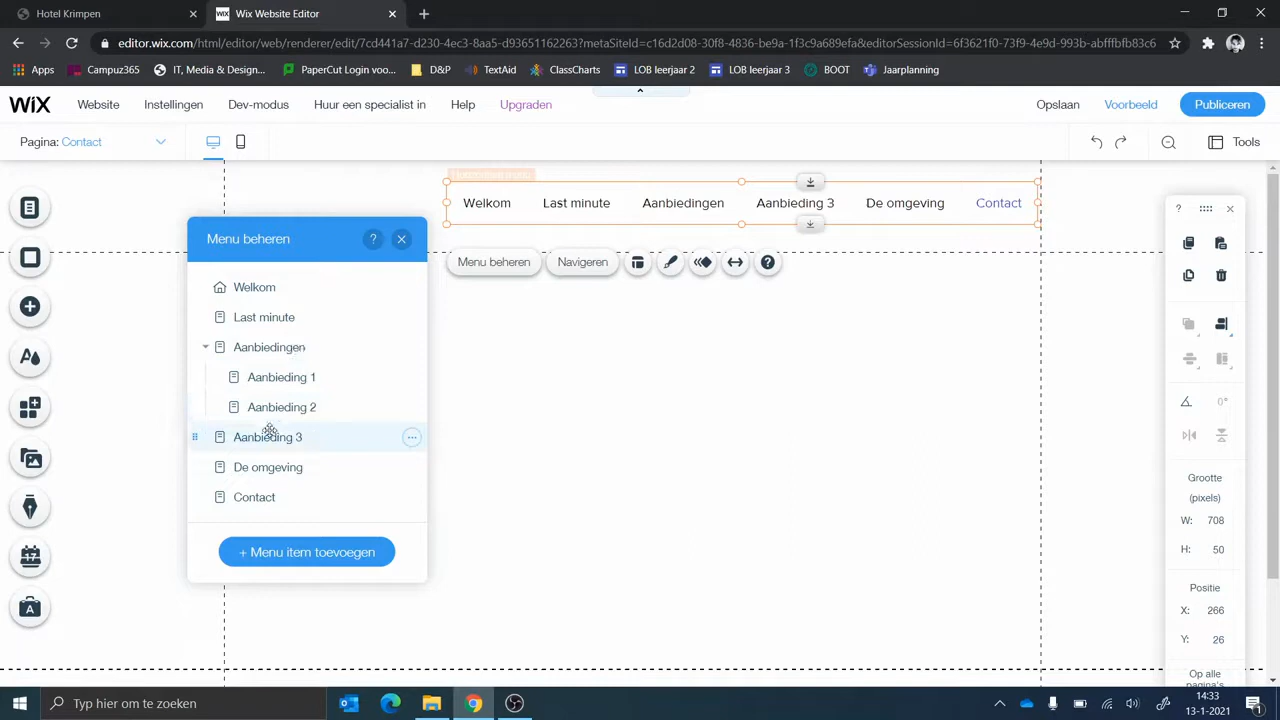 Hotel Krimpen
WiX Wix Website Editor
editor.wix.com/html/editor/web/renderer/edit/7cd441a7-d230-4ec3-8aa5-d936511622​63?metaSiteId=c16d2d08-30f8-4836-be9a-1f3c9a689efa&editorSessionId=6f3621f0-73f9-4e9d-993b-abfffbfb83c6
Apps Campuz365 IT, Media & Design... PaperCut Login voo... D&P TextAid ClassCharts LOB leerjaar 2 LOB leerjaar 3 BOOT Jaarplanning
WiX Website Instellingen Dev-modus Huur een specialist in Help Upgraden Opslaan Voorbeeld Publiceren
Pagina: Contact Tools
Welkom Last minute Aanbiedingen Aanbieding 3 De omgeving Contact
Menu beheren ?
Menu beheren Navigeren ?
Welkom
Last minute
Aanbiedingen
Aanbieding 1
Aanbieding 2
Aanbieding 3
De omgeving
Contact
+ Menu item toevoegen
?
0°
Grootte
(pixels)
W: 708
H: 50
Positie
X: 266
Y: 26
Op alle
pagina's
Typ hier om te zoeken
14:33
13-1-2021